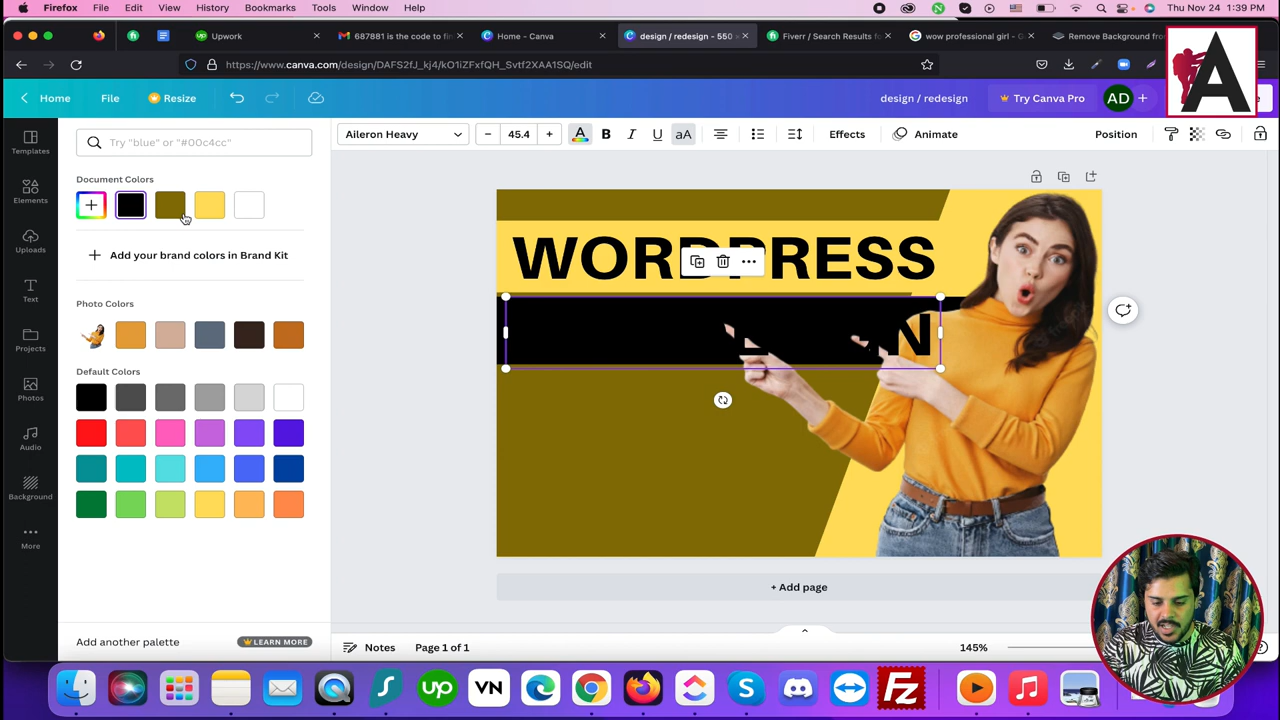 Firefox File Edit View History Bookmarks Tools Window Help Thu Nov 24 1:39 PM
Upwork 687881 is the code to fin Home - Canva design / redesign - 550 Fiverr / Search Results fo wow professional girl - G Remove Background fro
https://www.canva.com/design/DAFS2fJ_kj4/kO1iZFxfQH_Svtf2XAA1SQ/edit
A
Home File Resize design / redesign Try Canva Pro AD
Try "blue" or "#00c4cc"
Aileron Heavy 45.4 A B I U aA Effects Animate Position
Templates
Elements
Uploads
Text
Projects
Photos
Audio
Background
More
Document Colors
Add your brand colors in Brand Kit
Photo Colors
Default Colors
Add another palette LEARN MORE
WORDPRESS
+ Add page
Notes Page 1 of 1 145%
up VN Fz